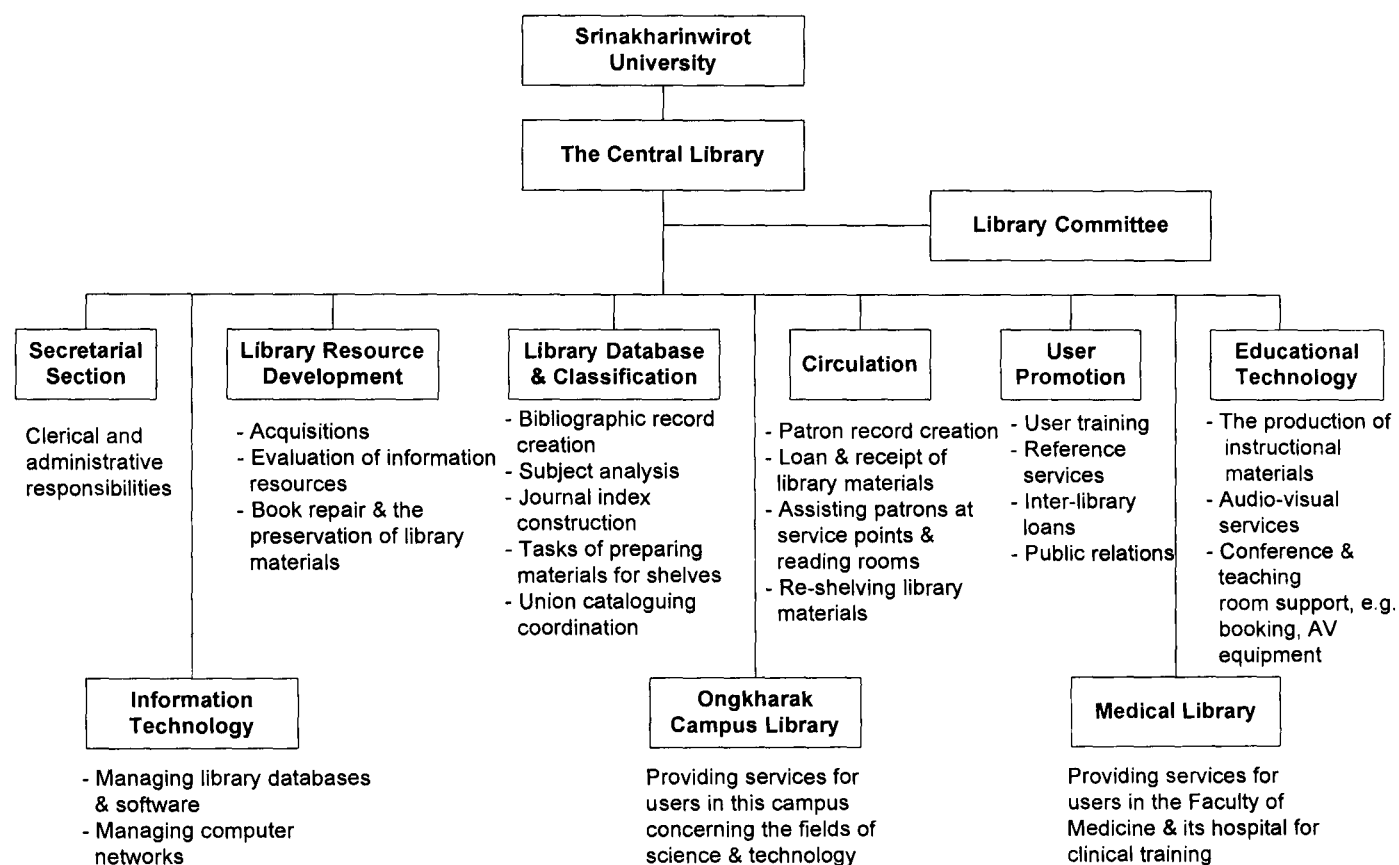 Srinakharinwirot
University
The Central Library
Library Committee
Secretarial
Section
Clerical and
administrative
responsibilities
Library Resource
Development
- Acquisitions
- Evaluation of information
resources
- Book repair & the
preservation of library
materials
Library Database
& Classification
- Bibliographic record
creation
- Subject analysis
- Journal index
construction
- Tasks of preparing
materials for shelves
- Union cataloguing
coordination
Circulation
- Patron record creation
- Loan & receipt of
library materials
- Assisting patrons at
service points &
reading rooms
- Re-shelving library
materials
User
Promotion
- User training
- Reference
services
- Inter-library
loans
- Public relations
Educational
Technology
- The production of
instructional
materials
- Audio-visual
services
- Conference &
teaching
room support, e.g.
booking, AV
equipment
Information
Technology
- Managing library databases
& software
- Managing computer
networks
Ongkharak
Campus Library
Providing services for
users in this campus
concerning the fields of
science & technology
Medical Library
Providing services for
users in the Faculty of
Medicine & its hospital for
clinical training